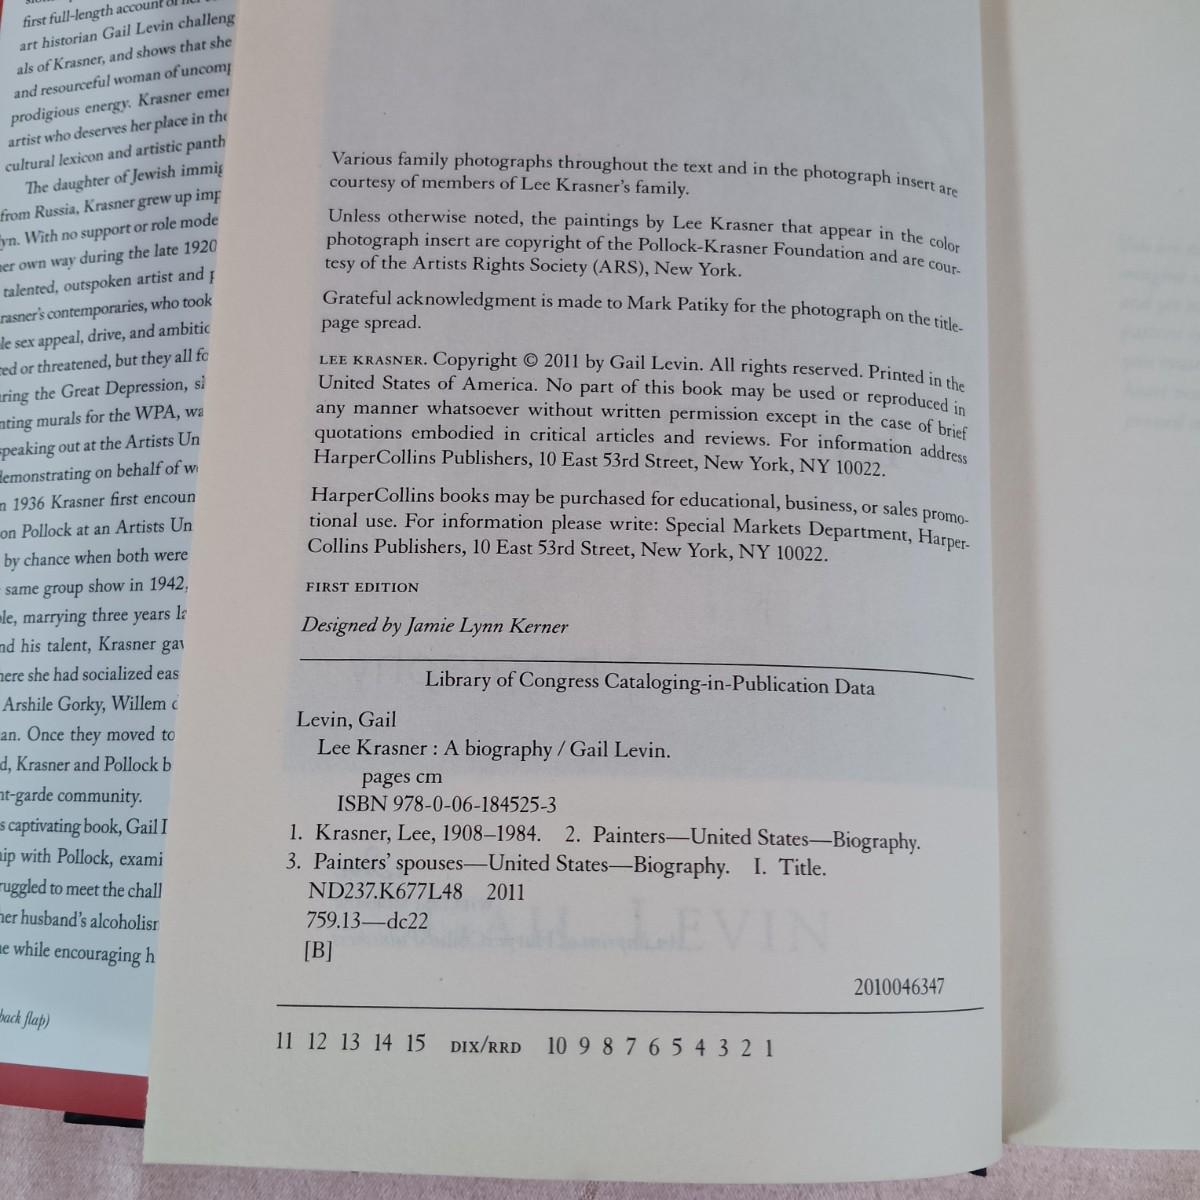 first full-length account of her
art historian Gail Levin challeng
als of Krasner, and shows that she
and resourceful woman of uncomp
prodigious energy. Krasner emer
artist who deserves her place in the
cultural lexicon and artistic panth
The daughter of Jewish immig
from Russia, Krasner grew up imp
yn. With no support or role mode
er own way during the late 1920
talented, outspoken artist and p
rasner's contemporaries, who took
le sex appeal, drive, and ambitio
ed or threatened, but they all fo
ring the Great Depression, sh
nting murals for the WPA, wa
speaking out at the Artists Un
demonstrating on behalf of w
n 1936 Krasner first encoun
on Pollock at an Artists Un
by chance when both were
same group show in 1942,
le, marrying three years la
nd his talent, Krasner gav
here she had socialized eas
Arshile Gorky, Willem d
an. Once they moved to
d, Krasner and Pollock b
nt-garde community.
s captivating book, Gail L
ip with Pollock, exami
ruggled to meet the chall
her husband's alcoholism
e while encouraging h
back flap)
Various family photographs throughout the text and in the photograph insert are
courtesy of members of Lee Krasner's family.
Unless otherwise noted, the paintings by Lee Krasner that appear in the color
photograph insert are copyright of the Pollock-Krasner Foundation and are cour-
tesy of the Artists Rights Society (ARS), New York.
Grateful acknowledgment is made to Mark Patiky for the photograph on the title-
page spread.
LEE KRASNER. Copyright © 2011 by Gail Levin. All rights reserved. Printed in the
United States of America. No part of this book may be used or reproduced in
any manner whatsoever without written permission except in the case of brief
quotations embodied in critical articles and reviews. For information address
HarperCollins Publishers, 10 East 53rd Street, New York, NY 10022.
HarperCollins books may be purchased for educational, business, or sales promo-
tional use. For information please write: Special Markets Department, Harper-
Collins Publishers, 10 East 53rd Street, New York, NY 10022.
FIRST EDITION
Designed by Jamie Lynn Kerner
Library of Congress Cataloging-in-Publication Data
Levin, Gail
Lee Krasner : A biography / Gail Levin.
pages cm
ISBN 978-0-06-184525-3
1. Krasner, Lee, 1908–1984. 2. Painters—United States—Biography.
3. Painters' spouses—United States—Biography. I. Title.
ND237.K677L48 2011
759.13—dc22
[B]
2010046347
11 12 13 14 15 DIX/RRD 10 9 8 7 6 5 4 3 2 1